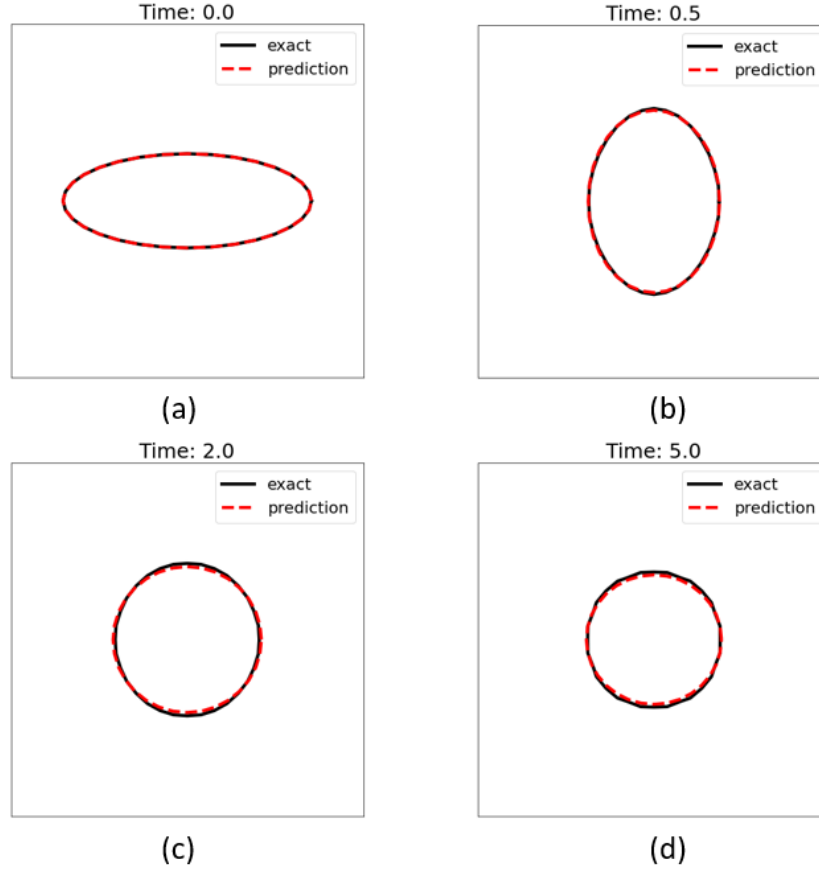 Time: 0.0
exact
prediction
(a)
Time: 0.5
exact
prediction
(b)
Time: 2.0
exact
prediction
(c)
Time: 5.0
exact
prediction
(d)